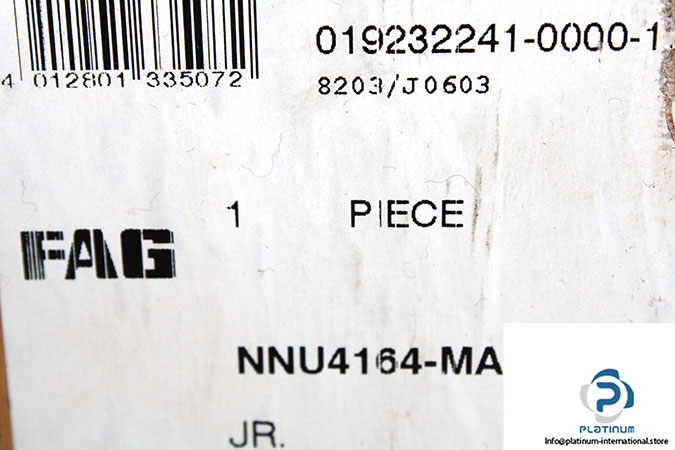 4 012801 335072
019232241-0000-1
8203/J0603
1 PIECE
FAG
NNU4164-MA
JR.
PLATINUM
Info@platinum-international.store